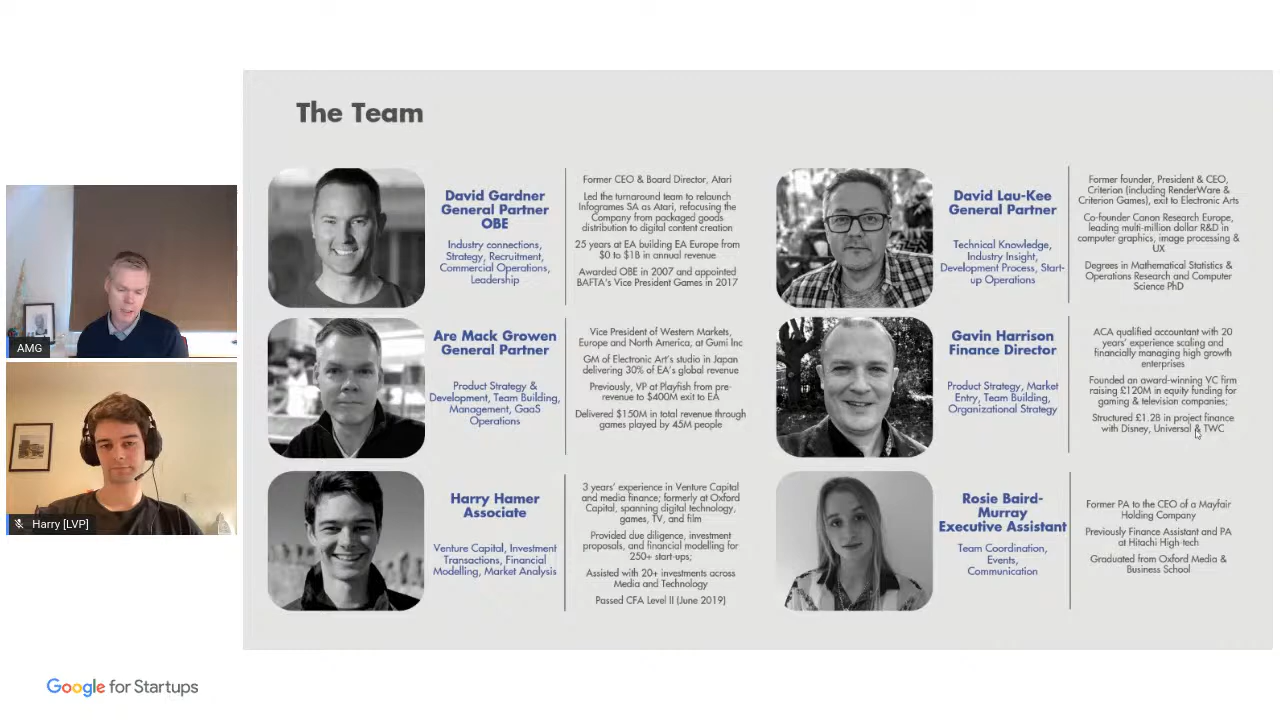 The Team
David Gardner
General Partner
OBE
Industry connections,
Strategy, Recruitment,
Commercial Operations,
Leadership
Former CEO & Board Director, Atari
Led the turnaround team to relaunch
Infogrames SA as Atari, refocusing the
Company from packaged goods
distribution to digital content creation
25 years at EA building EA Europe from
$0 to $1B in annual revenue
Awarded OBE in 2007 and appointed
BAFTA's Vice President Games in 2017
David Lau-Kee
General Partner
Technical Knowledge,
Industry Insight,
Development Process, Start-
up Operations
Former founder, President & CEO,
Criterion (including RenderWare &
Criterion Games), exit to Electronic Arts
Co-founder Canon Research Europe,
leading multi-million dollar R&D in
computer graphics, image processing &
UX
Degrees in Mathematical Statistics &
Operations Research and Computer
Science PhD
Are Mack Growen
General Partner
Product Strategy &
Development, Team Building,
Management, GaaS
Operations
Vice President of Western Markets,
Europe and North America, at Gumi Inc
GM of Electronic Art's studio in Japan
delivering 30% of EA's global revenue
Previously, VP at Playfish from pre-
revenue to $400M exit to EA
Delivered $150M in total revenue through
games played by 45M people
Gavin Harrison
Finance Director
Product Strategy, Market
Entry, Team Building,
Organizational Strategy
ACA qualified accountant with 20
years' experience scaling and
financially managing high growth
enterprises
Founded an award-winning VC firm
raising £120M in equity funding for
gaming & television companies;
Structured £1.2B in project finance
with Disney, Universal & TWC
Harry Hamer
Associate
Venture Capital, Investment
Transactions, Financial
Modelling, Market Analysis
3 years' experience in Venture Capital
and media finance; formerly at Oxford
Capital, spanning digital technology,
games, TV, and film
Provided due diligence, investment
proposals, and financial modelling for
250+ start-ups;
Assisted with 20+ investments across
Media and Technology
Passed CFA Level II (June 2019)
Rosie Baird-
Murray
Executive Assistant
Team Coordination,
Events,
Communication
Former PA to the CEO of a Mayfair
Holding Company
Previously Finance Assistant and PA
at Hitachi High-tech
Graduated from Oxford Media &
Business School
AMG
Harry [LVP]
Google for Startups